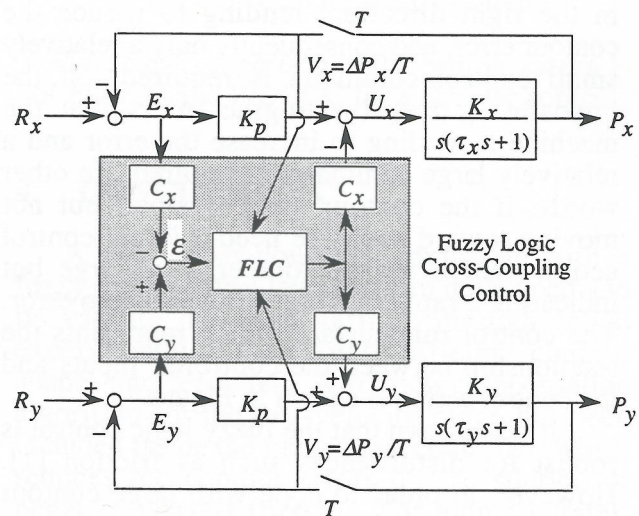 T
V_x=ΔP_x/T
R_x + − E_x K_p + − U_x K_x P_x
s(τ_x s+1)
C_x C_x
− + ε FLC
Fuzzy Logic
Cross-Coupling
Control
C_y C_y
R_y + − E_y K_p + + U_y K_y P_y
s(τ_y s+1)
V_y=ΔP_y/T
T